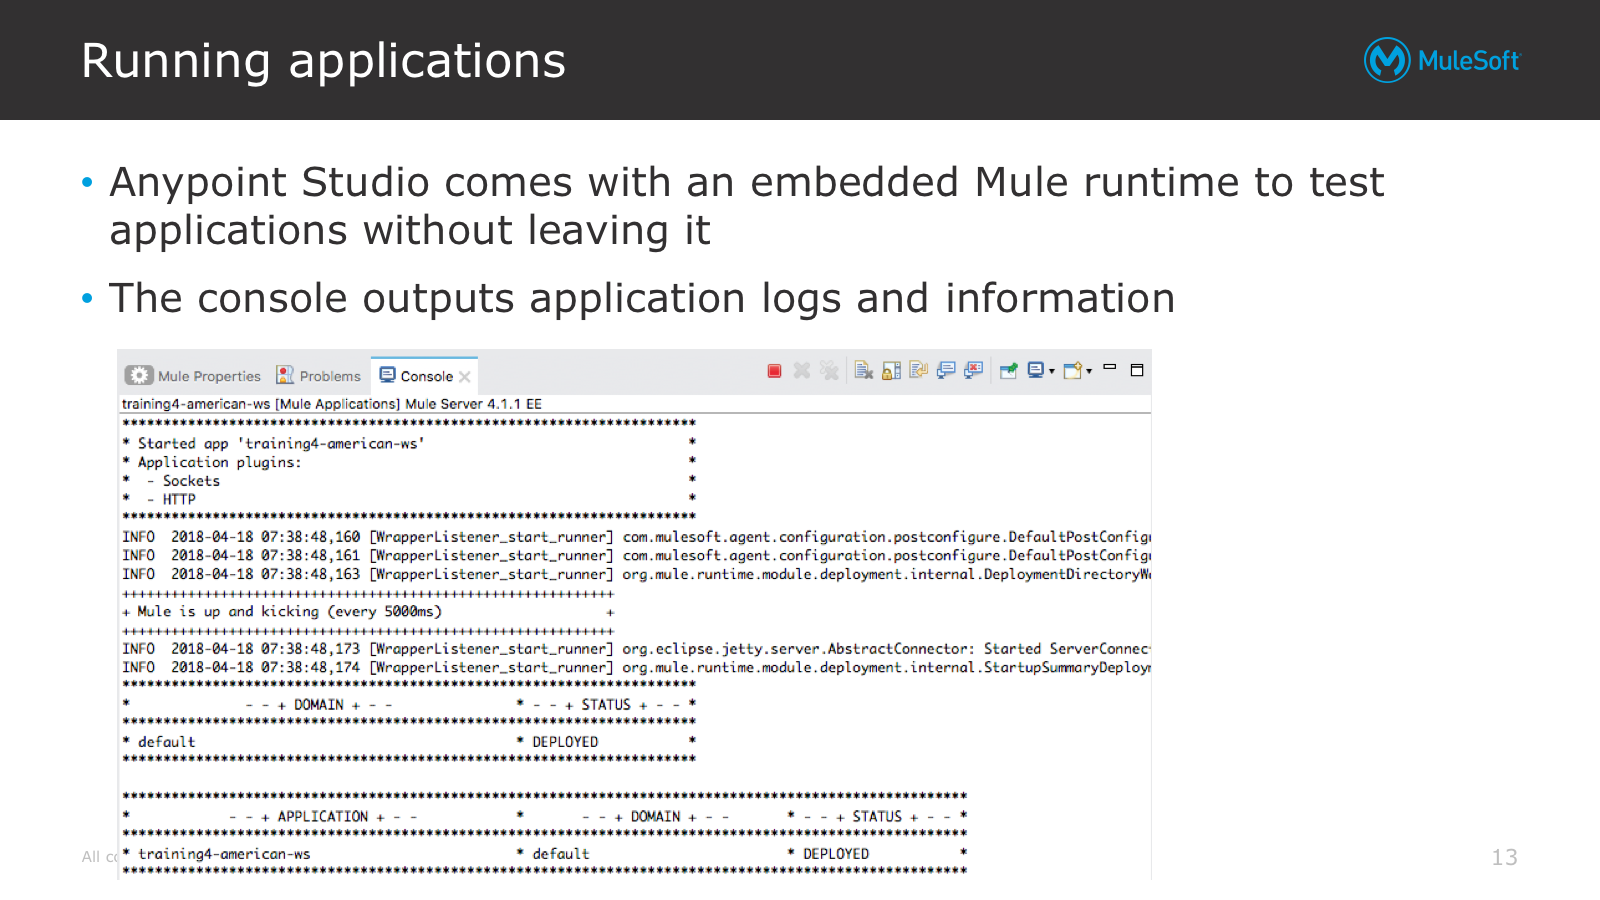 Running applications
MuleSoft
• Anypoint Studio comes with an embedded Mule runtime to test
applications without leaving it
• The console outputs application logs and information
Mule Properties Problems Console
training4-american-ws [Mule Applications] Mule Server 4.1.1 EE
**********************************************************************
* Started app 'training4-american-ws' *
* Application plugins: *
* - Sockets *
* - HTTP *
**********************************************************************
INFO 2018-04-18 07:38:48,160 [WrapperListener_start_runner] com.mulesoft.agent.configuration.postconfigure.DefaultPostConfigu
INFO 2018-04-18 07:38:48,161 [WrapperListener_start_runner] com.mulesoft.agent.configuration.postconfigure.DefaultPostConfigu
INFO 2018-04-18 07:38:48,163 [WrapperListener_start_runner] org.mule.runtime.module.deployment.internal.DeploymentDirectoryWa
++++++++++++++++++++++++++++++++++++++++++++++++++++++++++++
+ Mule is up and kicking (every 5000ms) +
++++++++++++++++++++++++++++++++++++++++++++++++++++++++++++
INFO 2018-04-18 07:38:48,173 [WrapperListener_start_runner] org.eclipse.jetty.server.AbstractConnector: Started ServerConnec
INFO 2018-04-18 07:38:48,174 [WrapperListener_start_runner] org.mule.runtime.module.deployment.internal.StartupSummaryDeploy
**********************************************************************
* - - + DOMAIN + - - * - - + STATUS + - - *
**********************************************************************
* default * DEPLOYED *
**********************************************************************
*******************************************************************************************************
* - - + APPLICATION + - - * - - + DOMAIN + - - * - - + STATUS + - - *
*******************************************************************************************************
* training4-american-ws * default * DEPLOYED *
*******************************************************************************************************
All
13